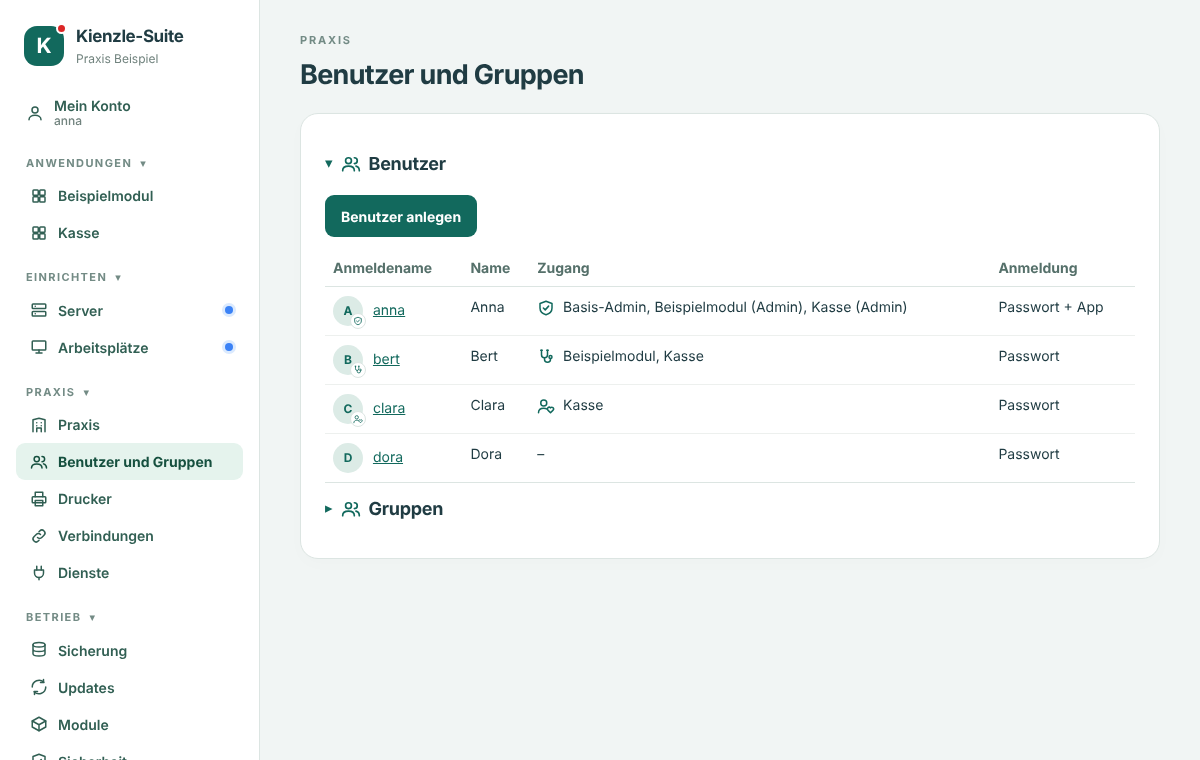 K
Kienzle-Suite
Praxis Beispiel
Mein Konto
anna
ANWENDUNGEN
Beispielmodul
Kasse
EINRICHTEN
Server
Arbeitsplätze
PRAXIS
Praxis
Benutzer und Gruppen
Drucker
Verbindungen
Dienste
BETRIEB
Sicherung
Updates
Module
Sicherheit
PRAXIS
Benutzer und Gruppen
Benutzer
Benutzer anlegen
Anmeldename Name Zugang Anmeldung
A anna Anna Basis-Admin, Beispielmodul (Admin), Kasse (Admin) Passwort + App
B bert Bert Beispielmodul, Kasse Passwort
C clara Clara Kasse Passwort
D dora Dora – Passwort
Gruppen